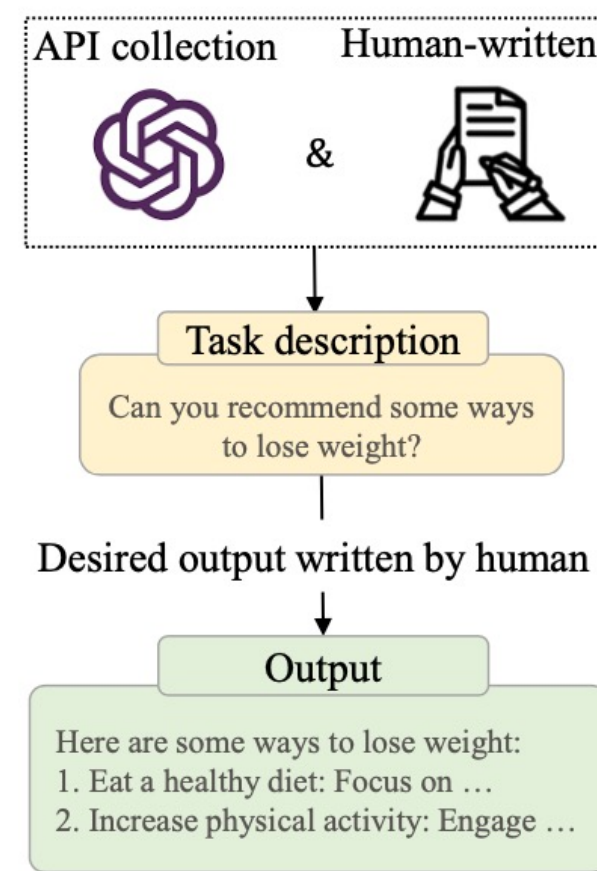 API collection
Human-written
&
Task description
Can you recommend some ways
to lose weight?
Desired output written by human
Output
Here are some ways to lose weight:
1. Eat a healthy diet: Focus on …
2. Increase physical activity: Engage …